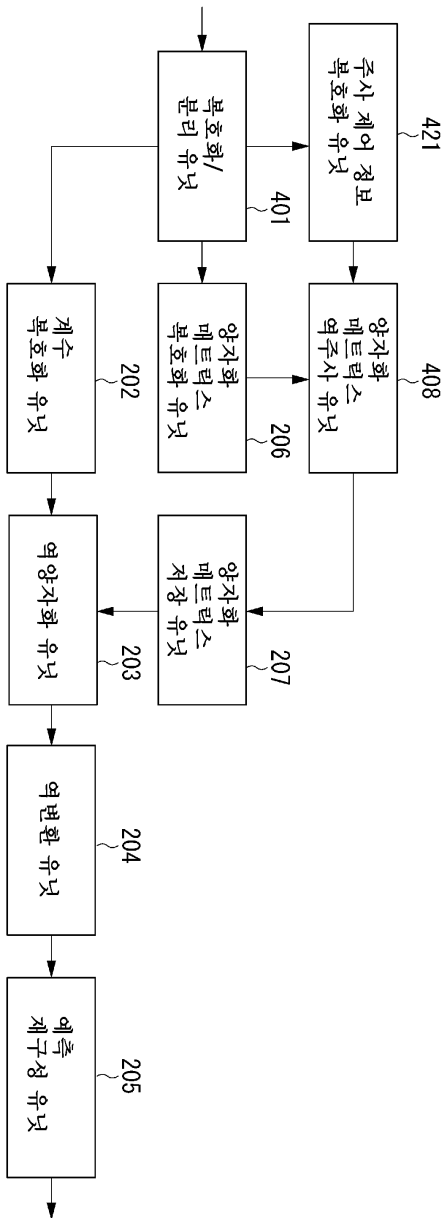 421
주사 제어 정보
복호화 유닛
408
양자화
매트릭스
역주사 유닛
401
복호화/
분리 유닛
206
양자화
매트릭스
복호화 유닛
207
양자화
매트릭스
저장 유닛
202
계수
복호화 유닛
203
역양자화 유닛
204
역변환 유닛
205
예측
재구성 유닛